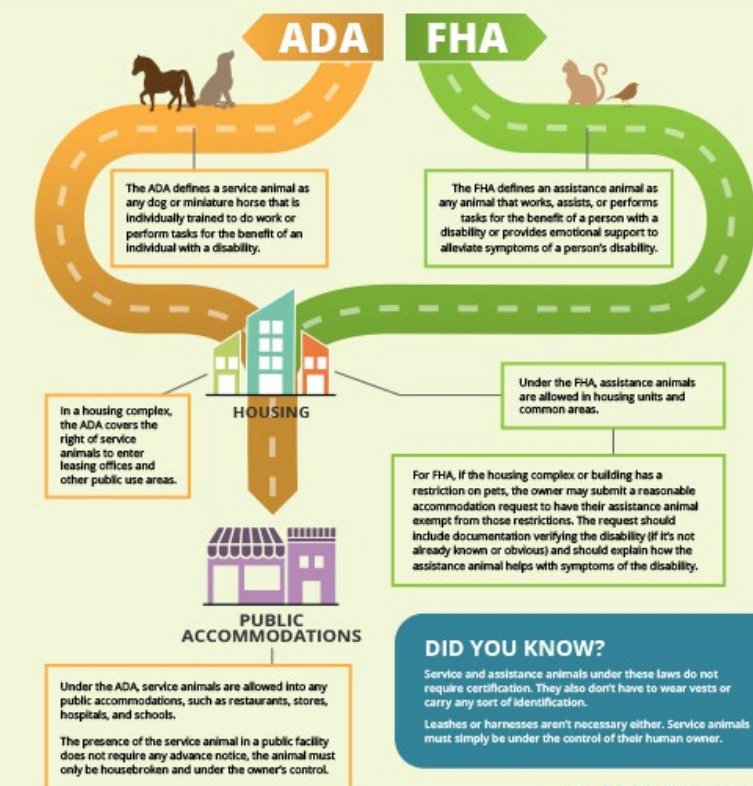 ADA
FHA
The ADA defines a service animal as
any dog or miniature horse that is
individually trained to do work or
perform tasks for the benefit of an
individual with a disability.
The FHA defines an assistance animal as
any animal that works, assists, or performs
tasks for the benefit of a person with a
disability or provides emotional support to
alleviate symptoms of a person's disability.
HOUSING
In a housing complex,
the ADA covers the
right of service
animals to enter
leasing offices and
other public use areas.
Under the FHA, assistance animals
are allowed in housing units and
common areas.
For FHA, if the housing complex or building has a
restriction on pets, the owner may submit a reasonable
accommodation request to have their assistance animal
exempt from those restrictions. The request should
include documentation verifying the disability (if it's not
already known or obvious) and should explain how the
assistance animal helps with symptoms of the disability.
PUBLIC
ACCOMMODATIONS
Under the ADA, service animals are allowed into any
public accommodations, such as restaurants, stores,
hospitals, and schools.
The presence of the service animal in a public facility
does not require any advance notice, the animal must
only be housebroken and under the owner's control.
DID YOU KNOW?
Service and assistance animals under these laws do not
require certification. They also don't have to wear vests or
carry any sort of identification.
Leashes or harnesses aren't necessary either. Service animals
must simply be under the control of their human owner.